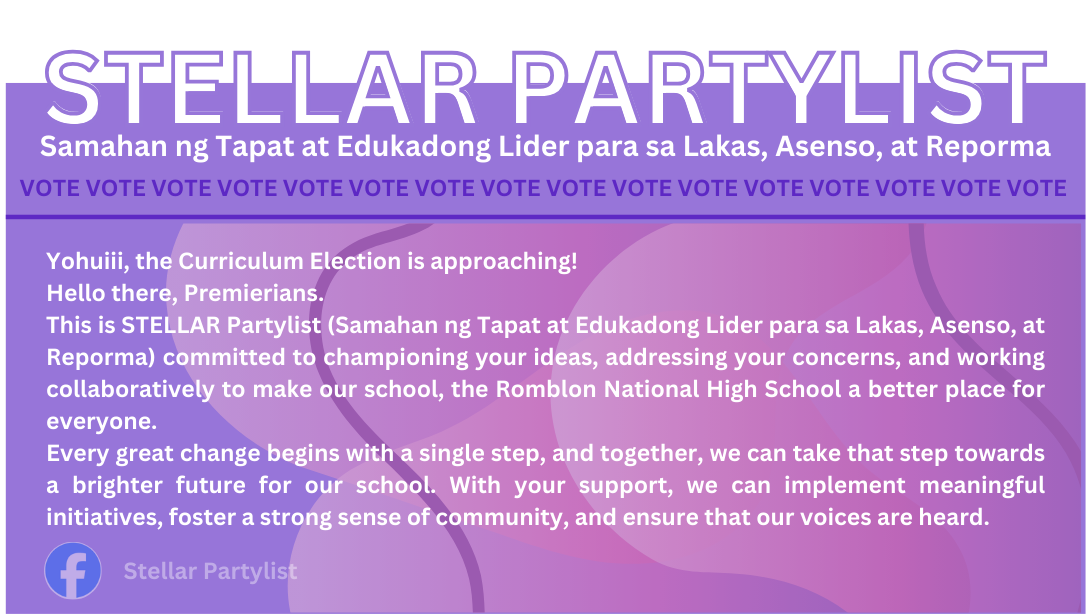 STELLAR PARTYLIST
Samahan ng Tapat at Edukadong Lider para sa Lakas, Asenso, at Reporma
VOTE VOTE VOTE VOTE VOTE VOTE VOTE VOTE VOTE VOTE VOTE VOTE VOTE VOTE VOTE VOTE
Yohuiii, the Curriculum Election is approaching!
Hello there, Premierians.
This is STELLAR Partylist (Samahan ng Tapat at Edukadong Lider para sa Lakas, Asenso, at
Reporma) committed to championing your ideas, addressing your concerns, and working
collaboratively to make our school, the Romblon National High School a better place for
everyone.
Every great change begins with a single step, and together, we can take that step towards
a brighter future for our school. With your support, we can implement meaningful
initiatives, foster a strong sense of community, and ensure that our voices are heard.
Stellar Partylist